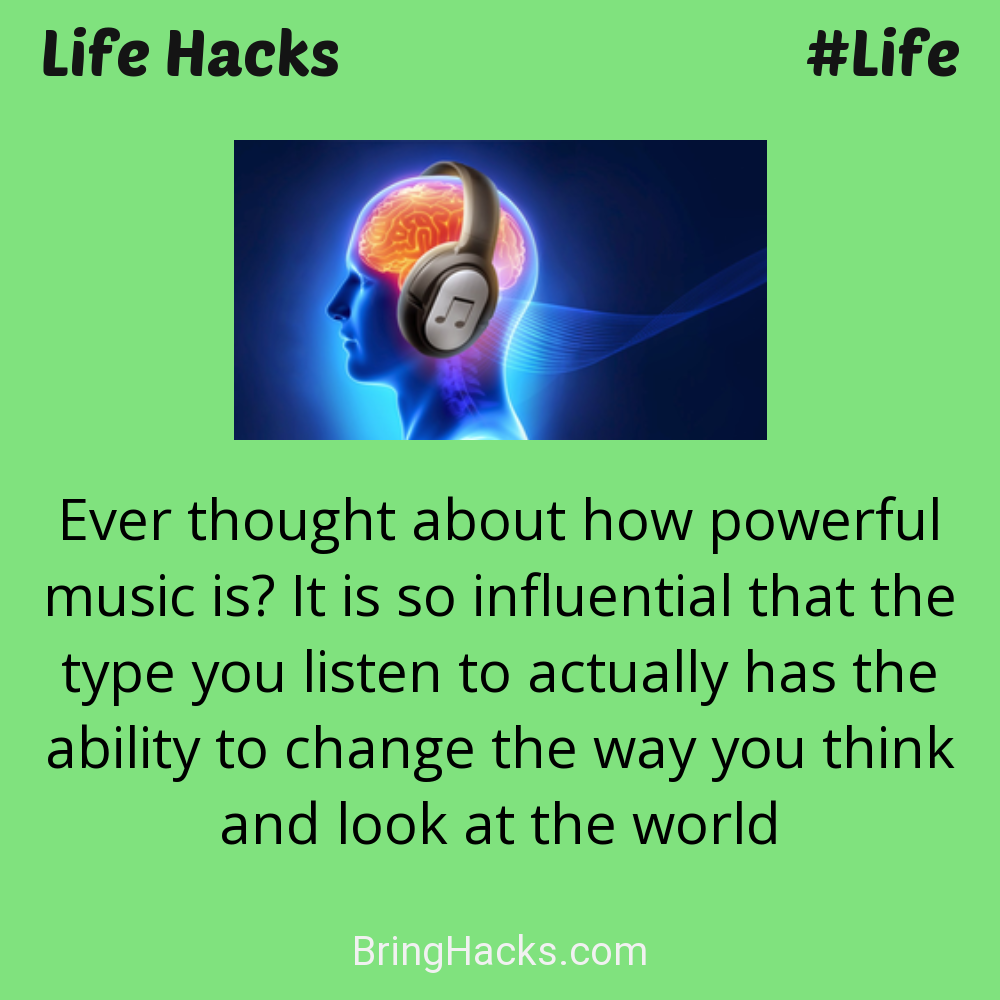 Life Hacks
#Life
Ever thought about how powerful
music is? It is so influential that the
type you listen to actually has the
ability to change the way you think
and look at the world
BringHacks.com